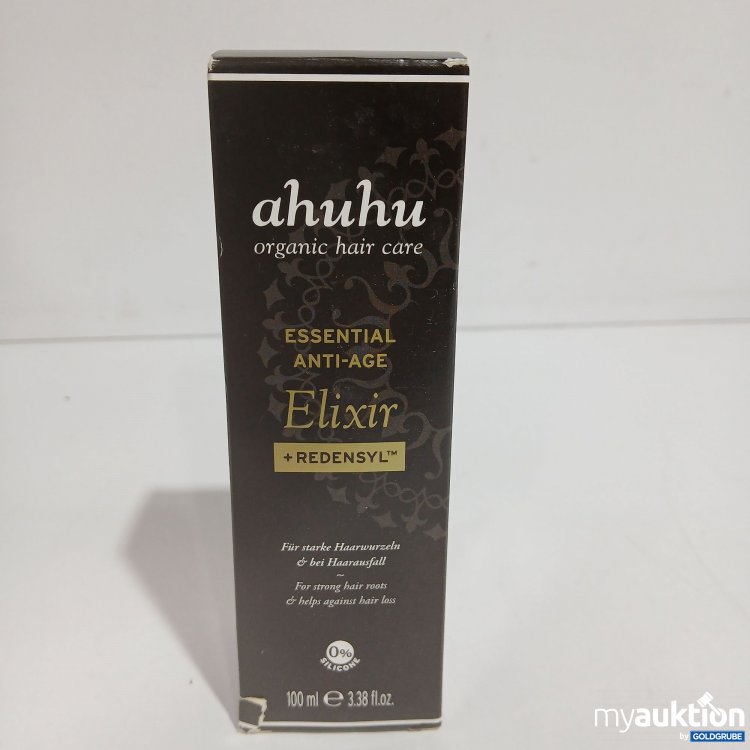 ahuhu
organic hair care
ESSENTIAL
ANTI-AGE
Elixir
+ REDENSYL™
Für starke Haarwurzeln
& bei Haarausfall
~
For strong hair roots
& helps against hair loss
0%
SILICONE
100 ml ℮ 3.38 fl.oz.
myauktion
by GOLDGRUBE